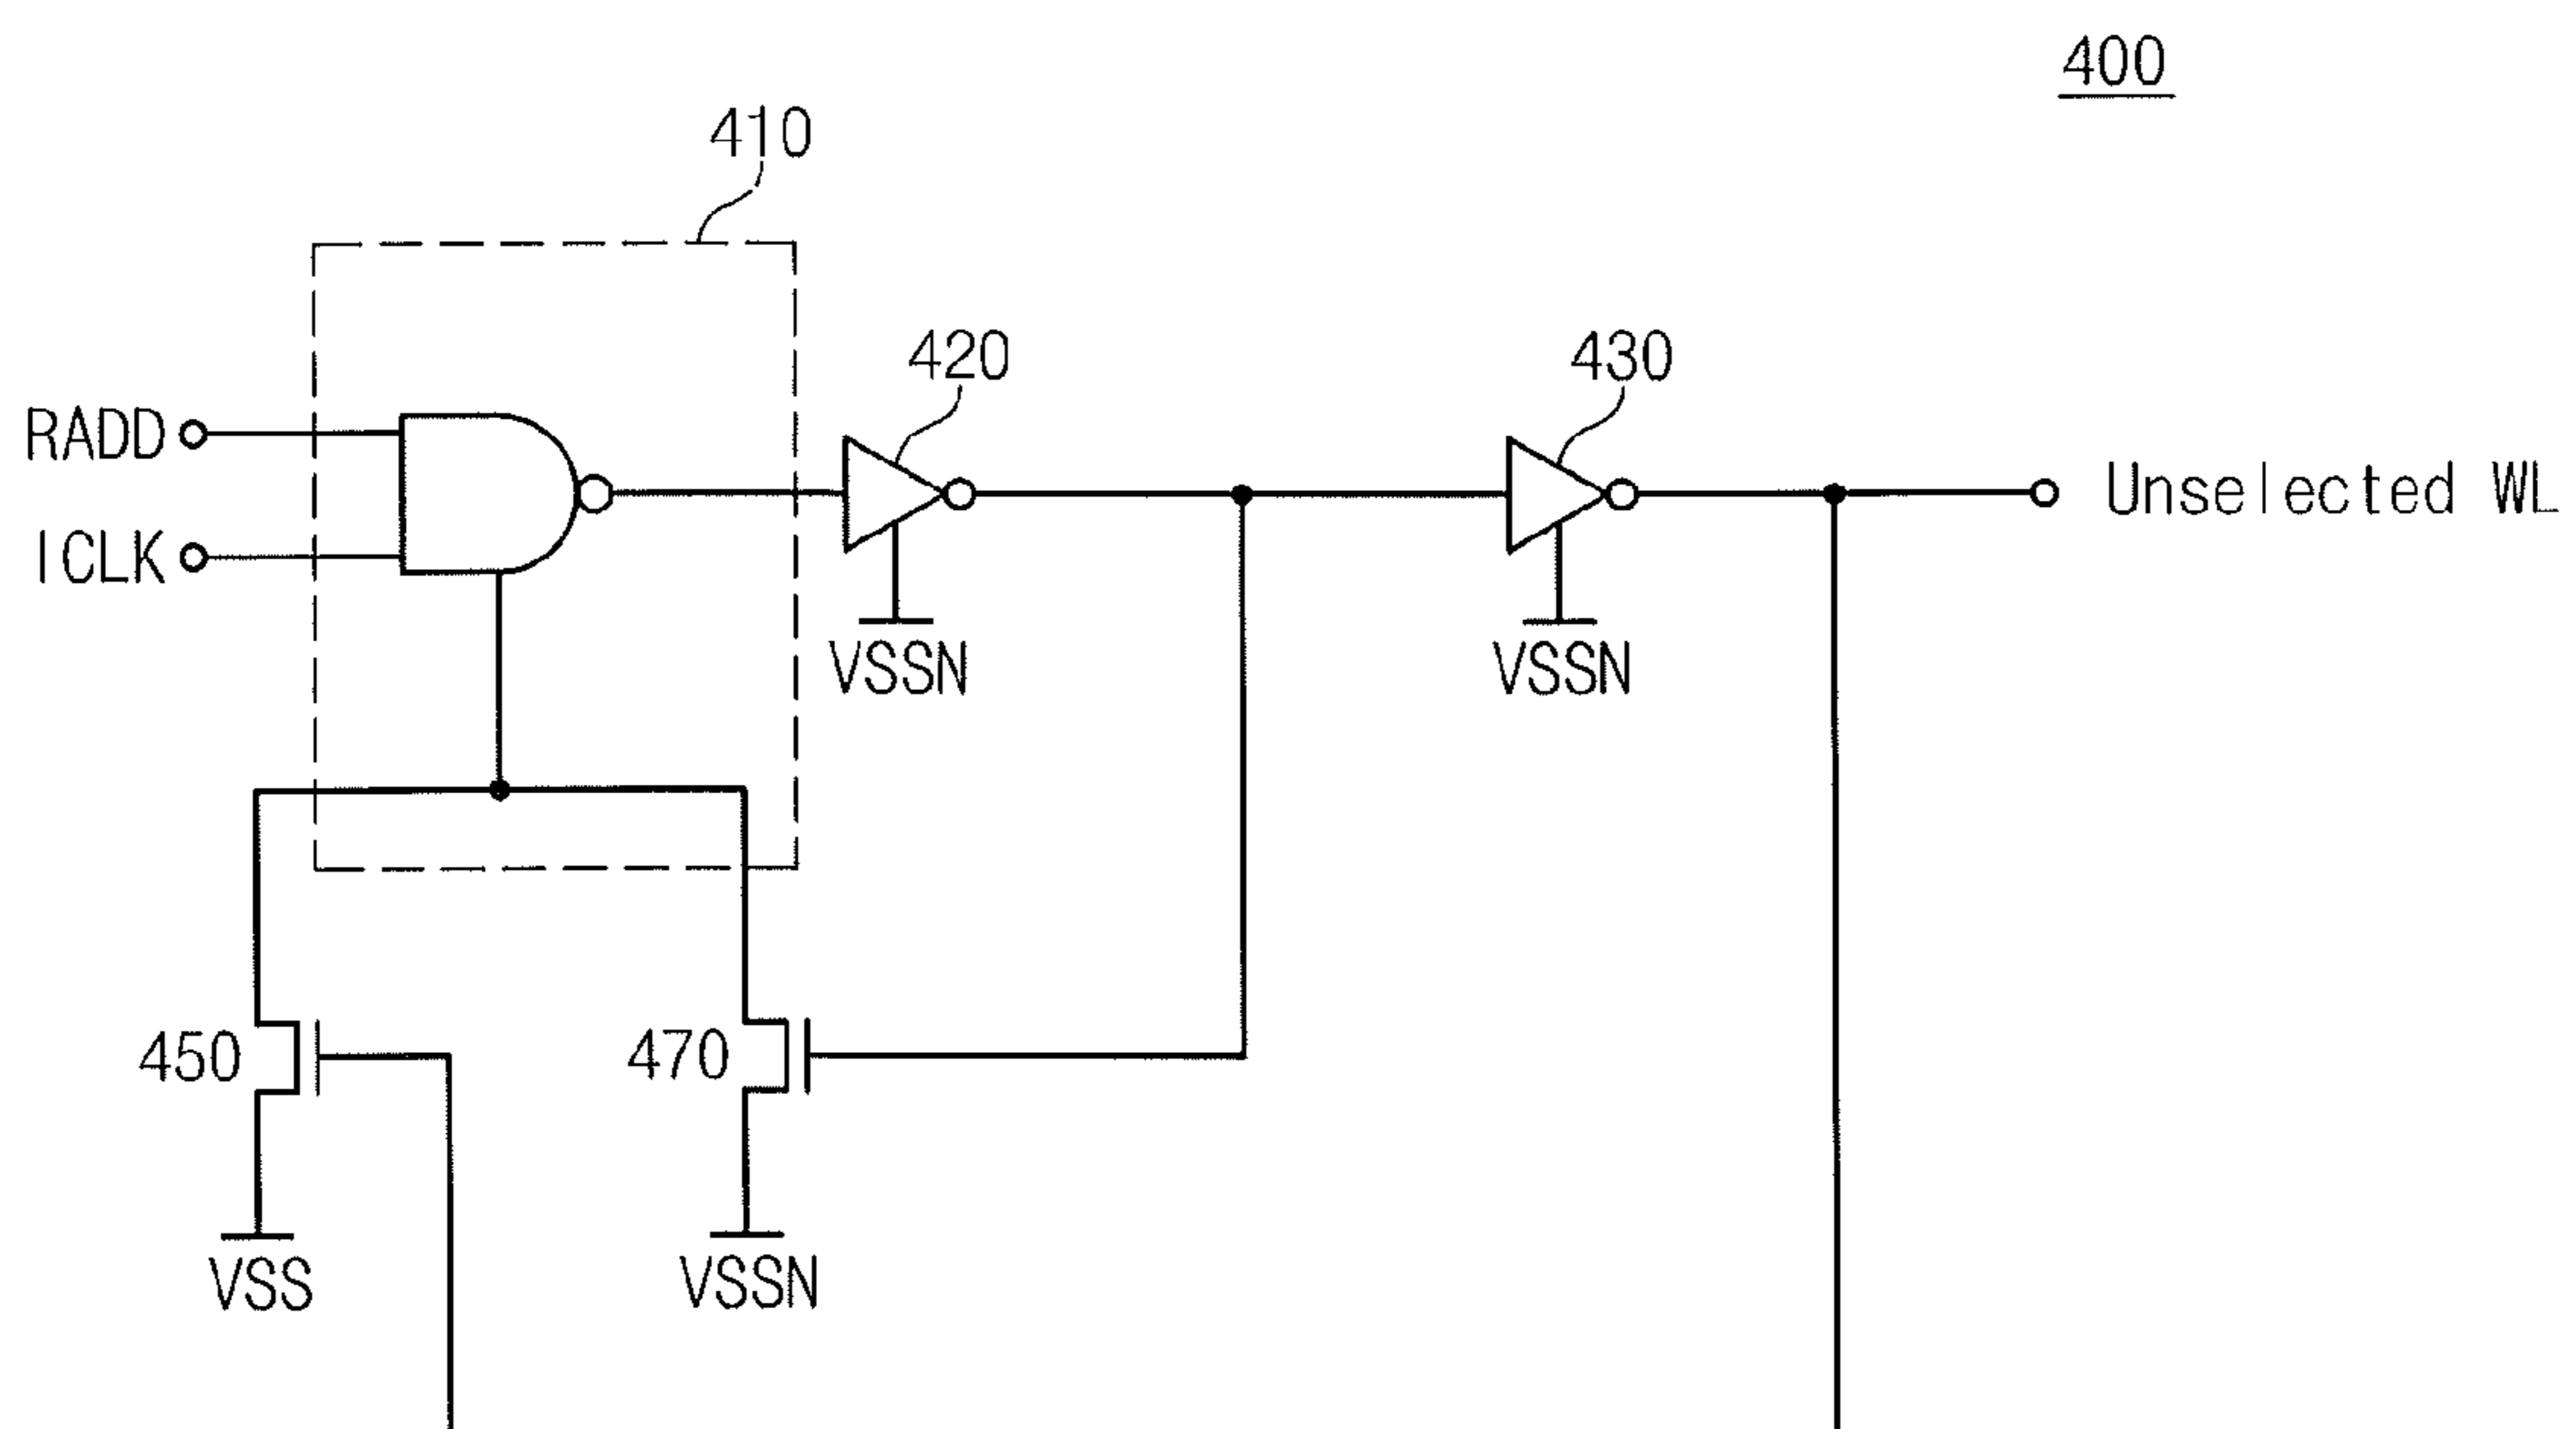 400
410
420
430
RADD
ICLK
Unselected WL
VSSN
VSSN
450
470
VSS
VSSN